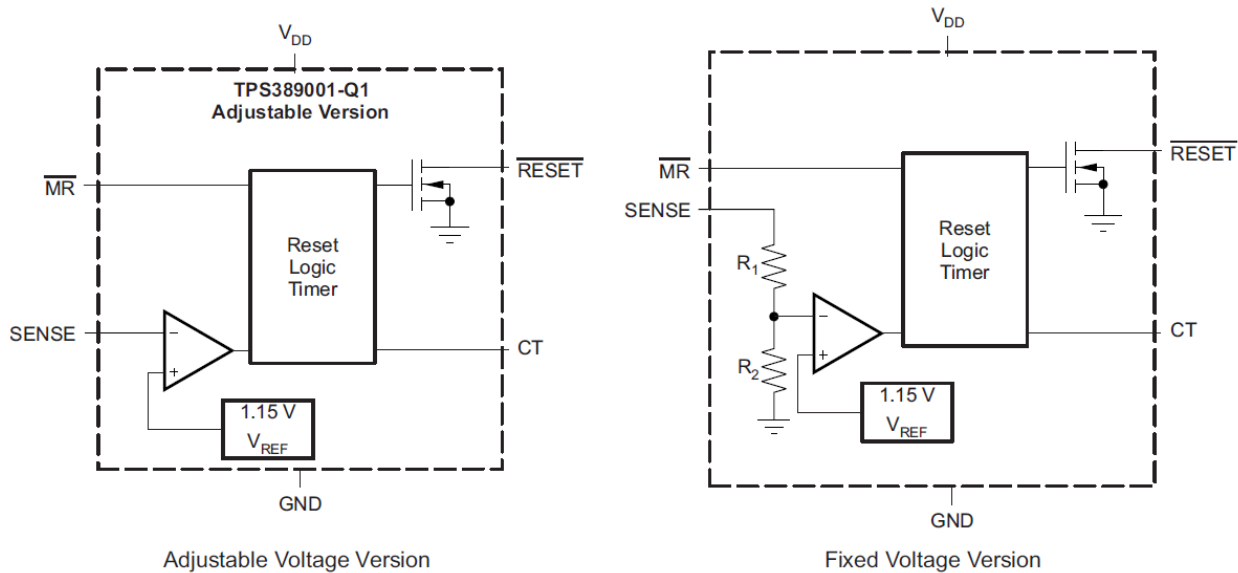 V_DD
TPS389001-Q1
Adjustable Version
MR
RESET
Reset
Logic
Timer
SENSE
−
+
CT
1.15 V
V_REF
GND
Adjustable Voltage Version
V_DD
MR
RESET
SENSE
Reset
Logic
Timer
R_1
−
+
CT
R_2
1.15 V
V_REF
GND
Fixed Voltage Version